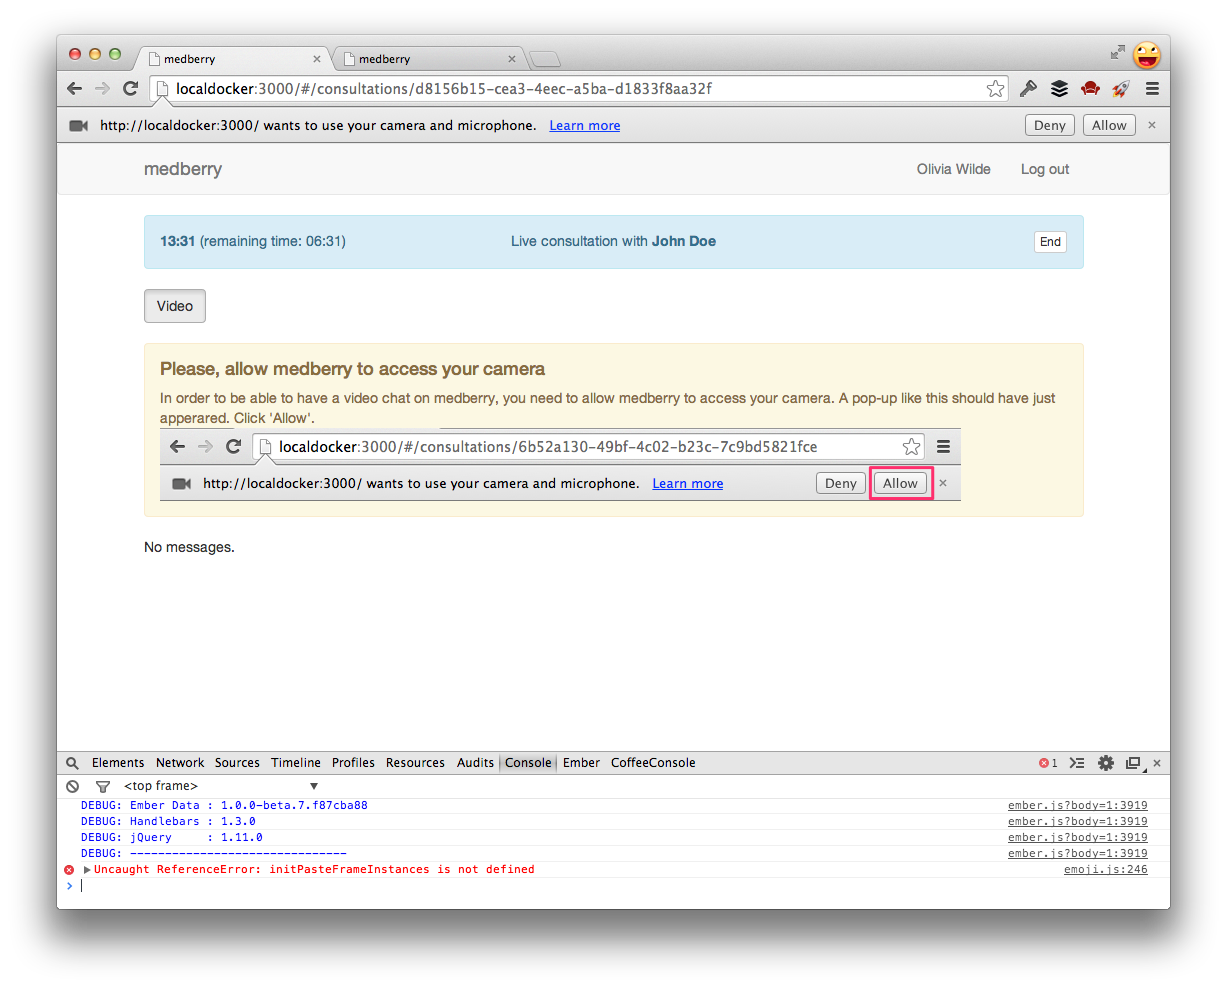 medberry
medberry
localdocker:3000/#/consultations/d8156b15-cea3-4eec-a5ba-d1833f8aa32f
http://localdocker:3000/ wants to use your camera and microphone. Learn more Deny Allow
medberry Olivia Wilde Log out
13:31 (remaining time: 06:31) Live consultation with John Doe End
Video
Please, allow medberry to access your camera
In order to be able to have a video chat on medberry, you need to allow medberry to access your camera. A pop-up like this should have just
apperared. Click 'Allow'.
localdocker:3000/#/consultations/6b52a130-49bf-4c02-b23c-7c9bd5821fce
http://localdocker:3000/ wants to use your camera and microphone. Learn more Deny Allow
No messages.
Elements Network Sources Timeline Profiles Resources Audits Console Ember CoffeeConsole 1
<top frame>
DEBUG: Ember Data : 1.0.0-beta.7.f87cba88 ember.js?body=1:3919
DEBUG: Handlebars : 1.3.0 ember.js?body=1:3919
DEBUG: jQuery : 1.11.0 ember.js?body=1:3919
DEBUG: ------------------------------- ember.js?body=1:3919
Uncaught ReferenceError: initPasteFrameInstances is not defined emoji.js:246